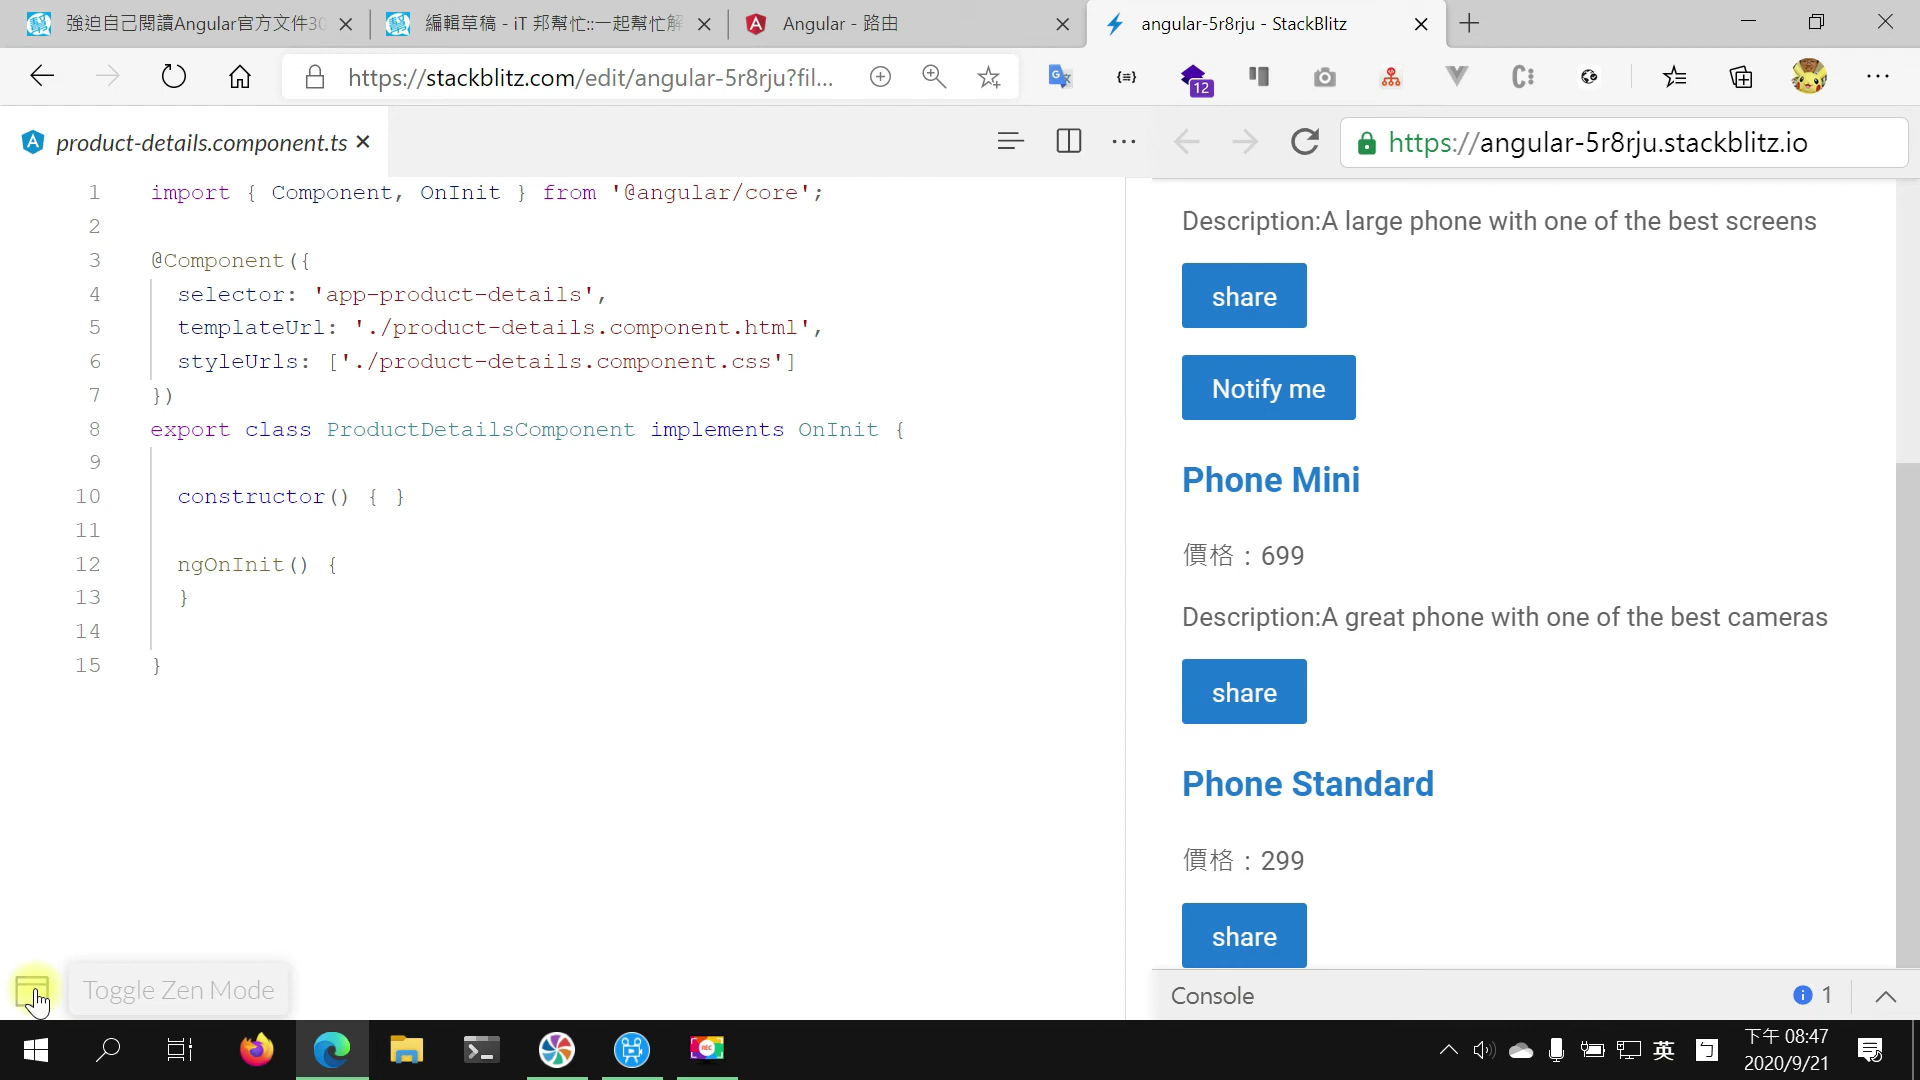 強迫自己閱讀Angular官方文件30
編輯草稿 - iT 邦幫忙::一起幫忙解
Angular - 路由
angular-5r8rju - StackBlitz
https://stackblitz.com/edit/angular-5r8rju?fil...
12
product-details.component.ts
https://angular-5r8rju.stackblitz.io
1 import { Component, OnInit } from '@angular/core';
2
3 @Component({
4 selector: 'app-product-details',
5 templateUrl: './product-details.component.html',
6 styleUrls: ['./product-details.component.css']
7 })
8 export class ProductDetailsComponent implements OnInit {
9
10 constructor() { }
11
12 ngOnInit() {
13 }
14
15 }
Toggle Zen Mode
Description:A large phone with one of the best screens
share
Notify me
Phone Mini
價格：699
Description:A great phone with one of the best cameras
share
Phone Standard
價格：299
share
Console
1
英
下午 08:47
2020/9/21